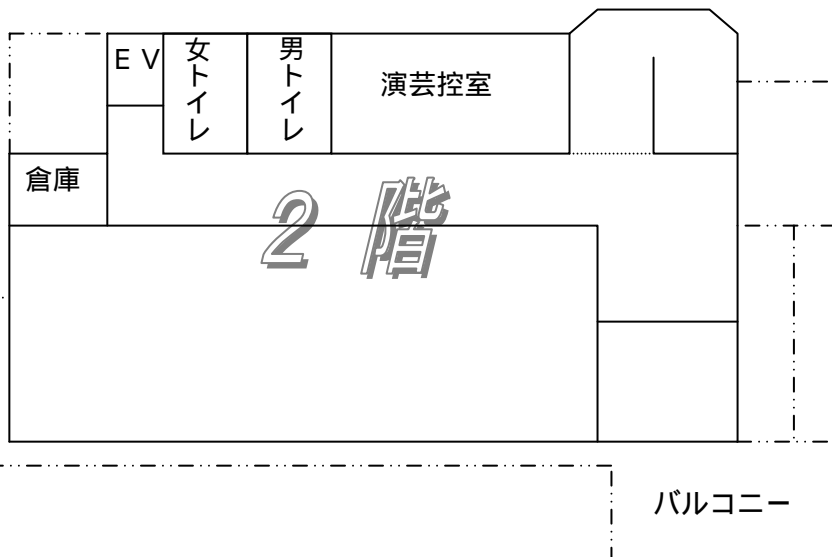 ＥＶ
女トイレ
男トイレ
演芸控室
倉庫
２階
バルコニー